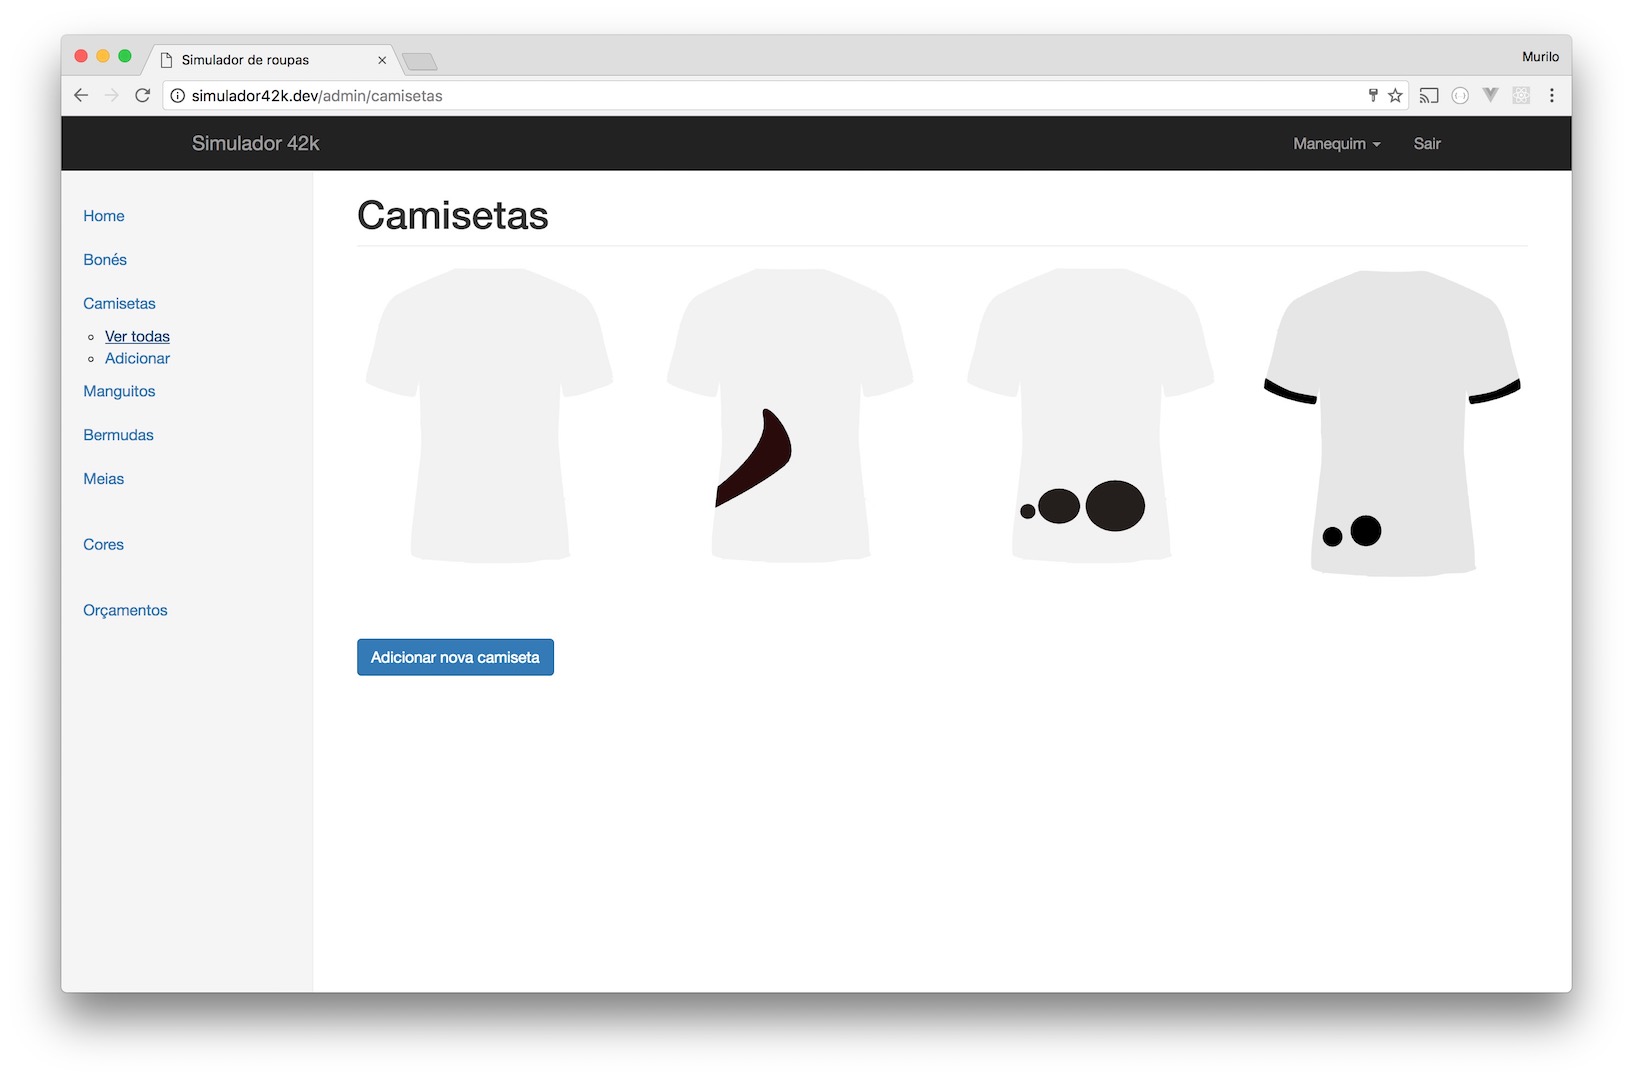 Simulador de roupas
Murilo
simulador42k.dev/admin/camisetas
Simulador 42k
Manequim
Sair
Home
Bonés
Camisetas
Ver todas
Adicionar
Manguitos
Bermudas
Meias
Cores
Orçamentos
Camisetas
Adicionar nova camiseta